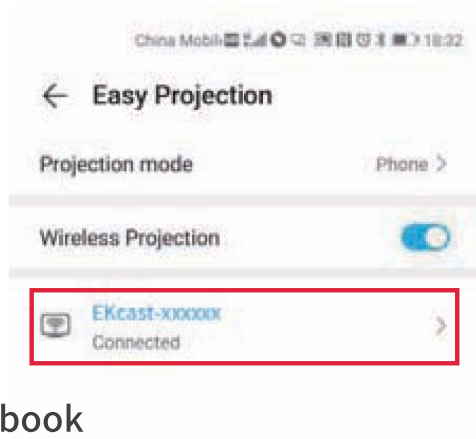 China Mobile 18:22
Easy Projection
Projection mode Phone >
Wireless Projection
EKcast-xxxxxx >
Connected
book